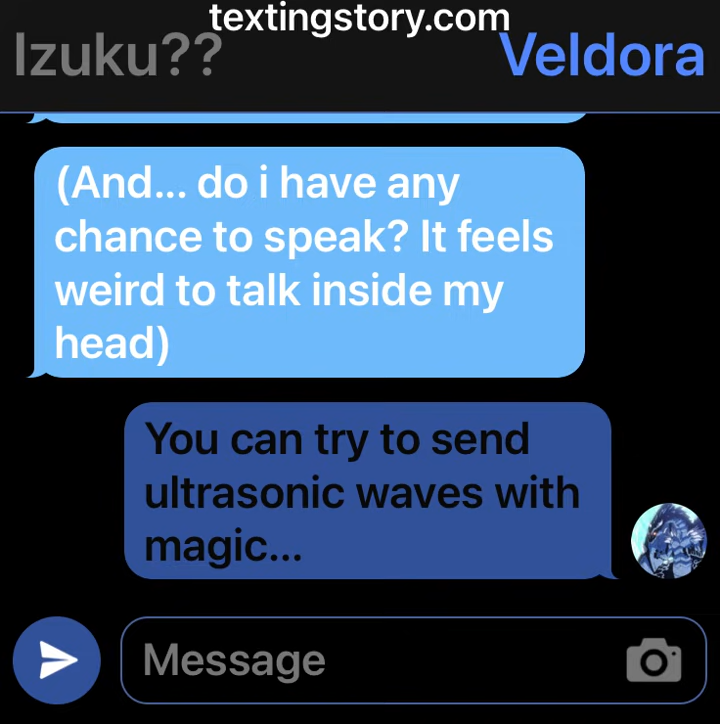 textingstory.com
Izuku??
Veldora
(And... do i have any
chance to speak? It feels
weird to talk inside my
head)
You can try to send
ultrasonic waves with
magic...
Message